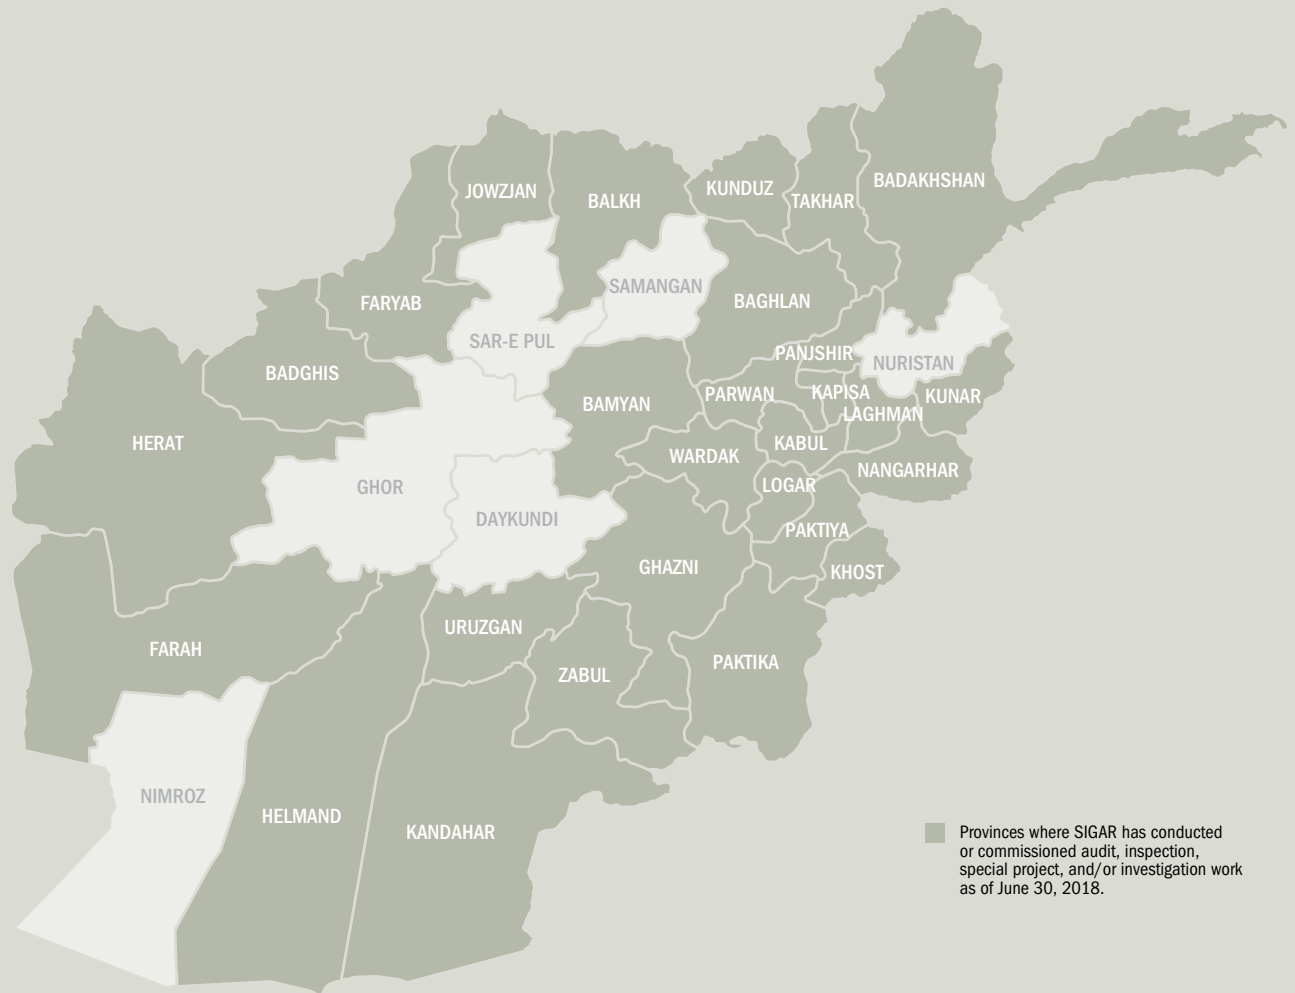 BADAKHSHAN
KUNDUZ
JOWZJAN
BALKH
TAKHAR
SAMANGAN
BAGHLAN
FARYAB
SAR-E PUL
PANJSHIR
NURISTAN
BADGHIS
PARWAN
KAPISA
KUNAR
BAMYAN
LAGHMAN
HERAT
KABUL
WARDAK
NANGARHAR
GHOR
LOGAR
DAYKUNDI
PAKTIYA
GHAZNI
KHOST
URUZGAN
FARAH
PAKTIKA
ZABUL
NIMROZ
HELMAND
KANDAHAR
Provinces where SIGAR has conducted
or commissioned audit, inspection,
special project, and/or investigation work
as of June 30, 2018.